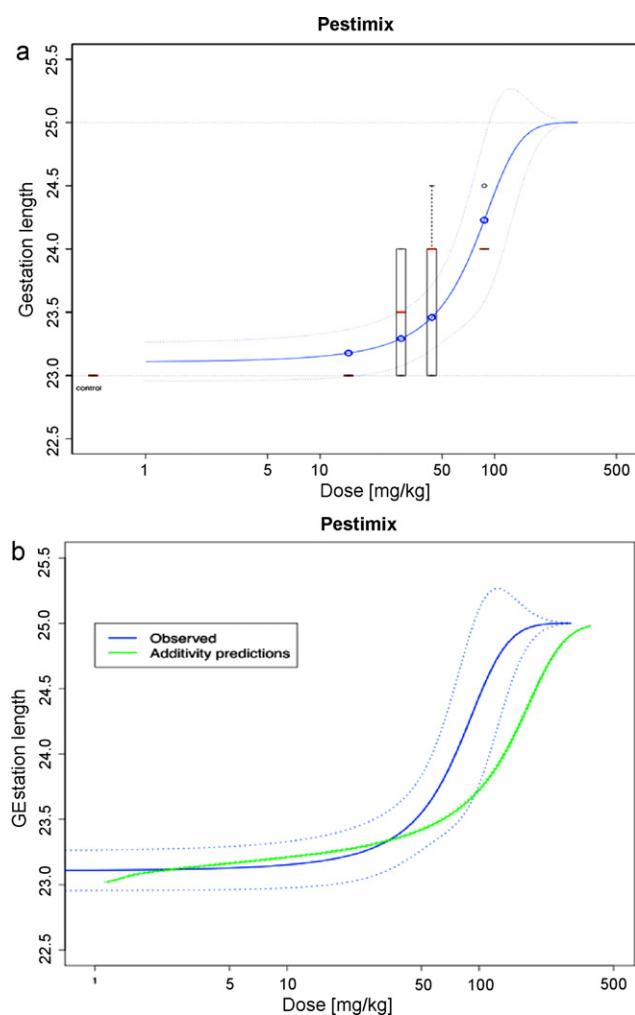 Pestimix
a
25.5
25.0
24.5
24.0
23.5
23.0
22.5
Gestation length
control
1 5 10 50 100 500
Dose [mg/kg]
Pestimix
b
25.5
25.0
24.5
24.0
23.5
23.0
22.5
GEstation length
Observed
Additivity predictions
1 5 10 50 100 500
Dose [mg/kg]